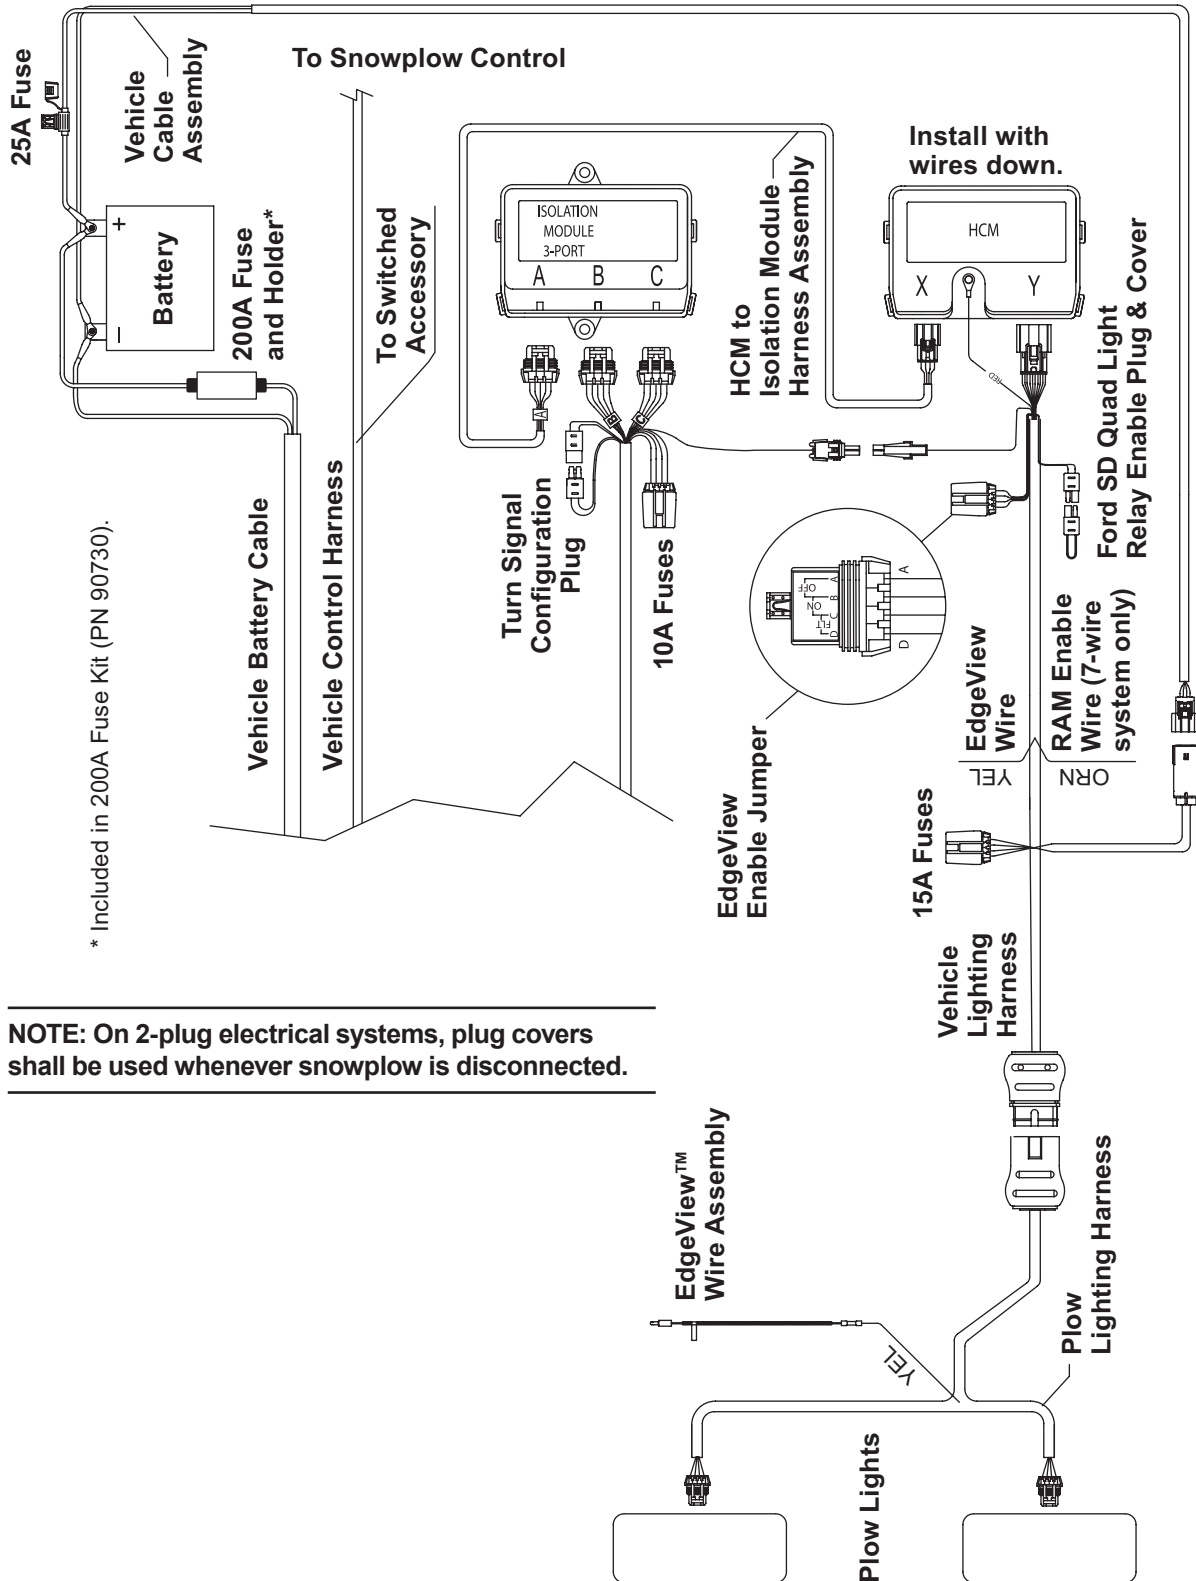 25A Fuse
Vehicle
Cable
Assembly
To Snowplow Control
+
–
Battery
200A Fuse
and Holder*
To Switched
Accessory
ISOLATION
MODULE
3-PORT
A B C
HCM to
Isolation Module
Harness Assembly
Install with
wires down.
HCM
X Y
RED
A
B
C
Turn Signal
Configuration
Plug
10A Fuses
Ford SD Quad Light
Relay Enable Plug & Cover
Vehicle Battery Cable
Vehicle Control Harness
* Included in 200A Fuse Kit (PN 90730).
OFF
ON
FLT
A
B
C
D
A
D
EdgeView
Enable Jumper
EdgeView
Wire
YEL
RAM Enable
Wire (7-wire
system only)
ORN
15A Fuses
Vehicle
Lighting
Harness
NOTE: On 2-plug electrical systems, plug covers
shall be used whenever snowplow is disconnected.
EdgeView™
Wire Assembly
YEL
Plow
Lighting Harness
Plow Lights